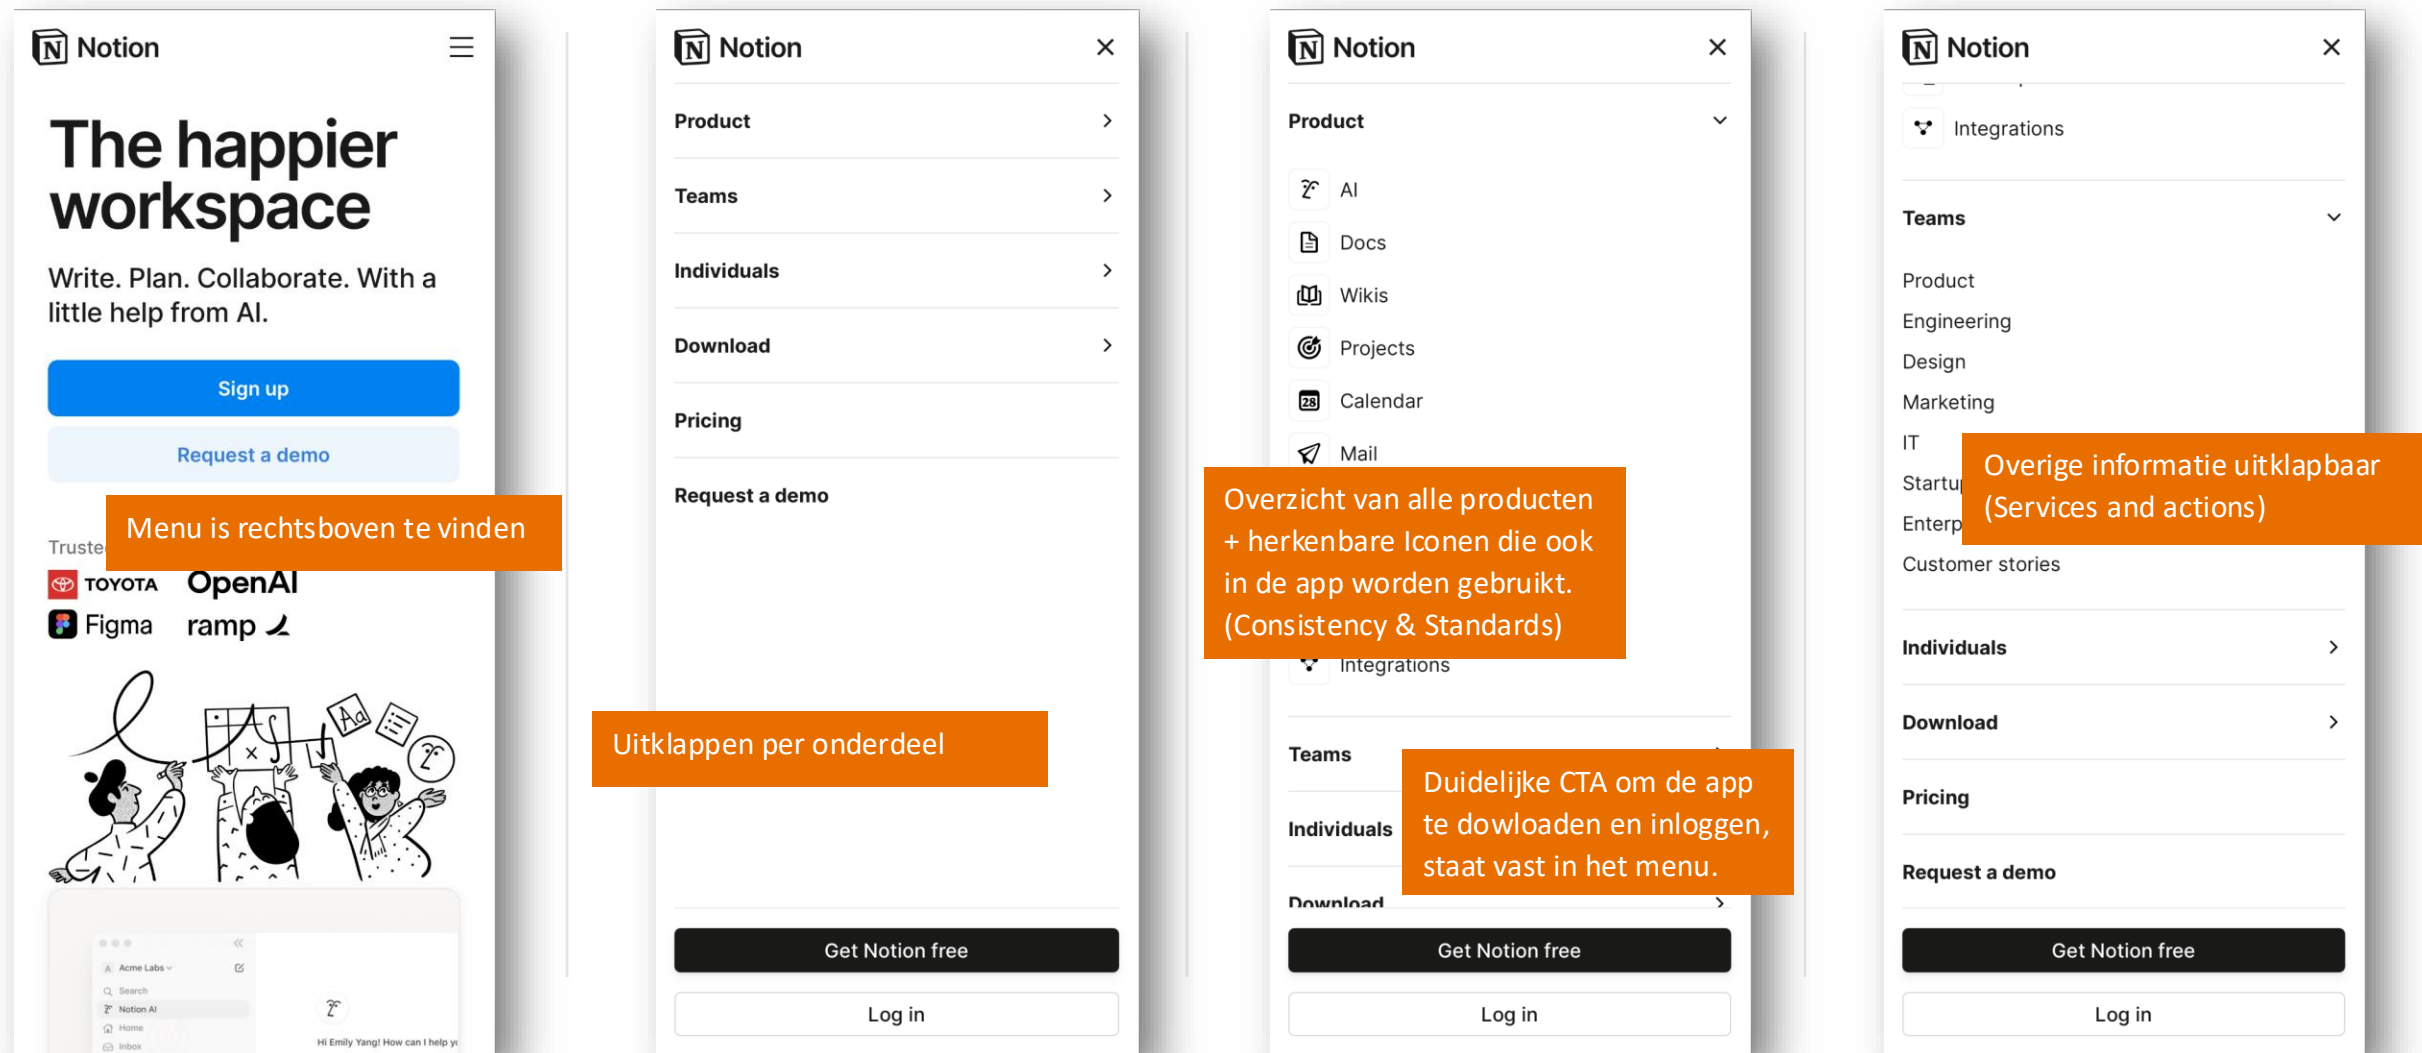 Notion
The happier
workspace
Write. Plan. Collaborate. With a
little help from AI.
Sign up
Request a demo
Menu is rechtsboven te vinden
TOYOTA OpenAI
Figma ramp
Aa
Acme Labs
Search
Notion AI
Home
Inbox
Hi Emily Yang! How can I help
Notion
Product
Teams
Individuals
Download
Pricing
Request a demo
Uitklappen per onderdeel
Get Notion free
Log in
Notion
Product
AI
Docs
Wikis
Projects
28 Calendar
Mail
Overzicht van alle producten
+ herkenbare Iconen die ook
in de app worden gebruikt.
(Consistency & Standards)
Integrations
Teams
Individuals
Duidelijke CTA om de app
te dowloaden en inloggen,
staat vast in het menu.
Download
Get Notion free
Log in
Notion
Integrations
Teams
Product
Engineering
Design
Marketing
IT
Overige informatie uitklapbaar
(Services and actions)
Customer stories
Individuals
Download
Pricing
Request a demo
Get Notion free
Log in